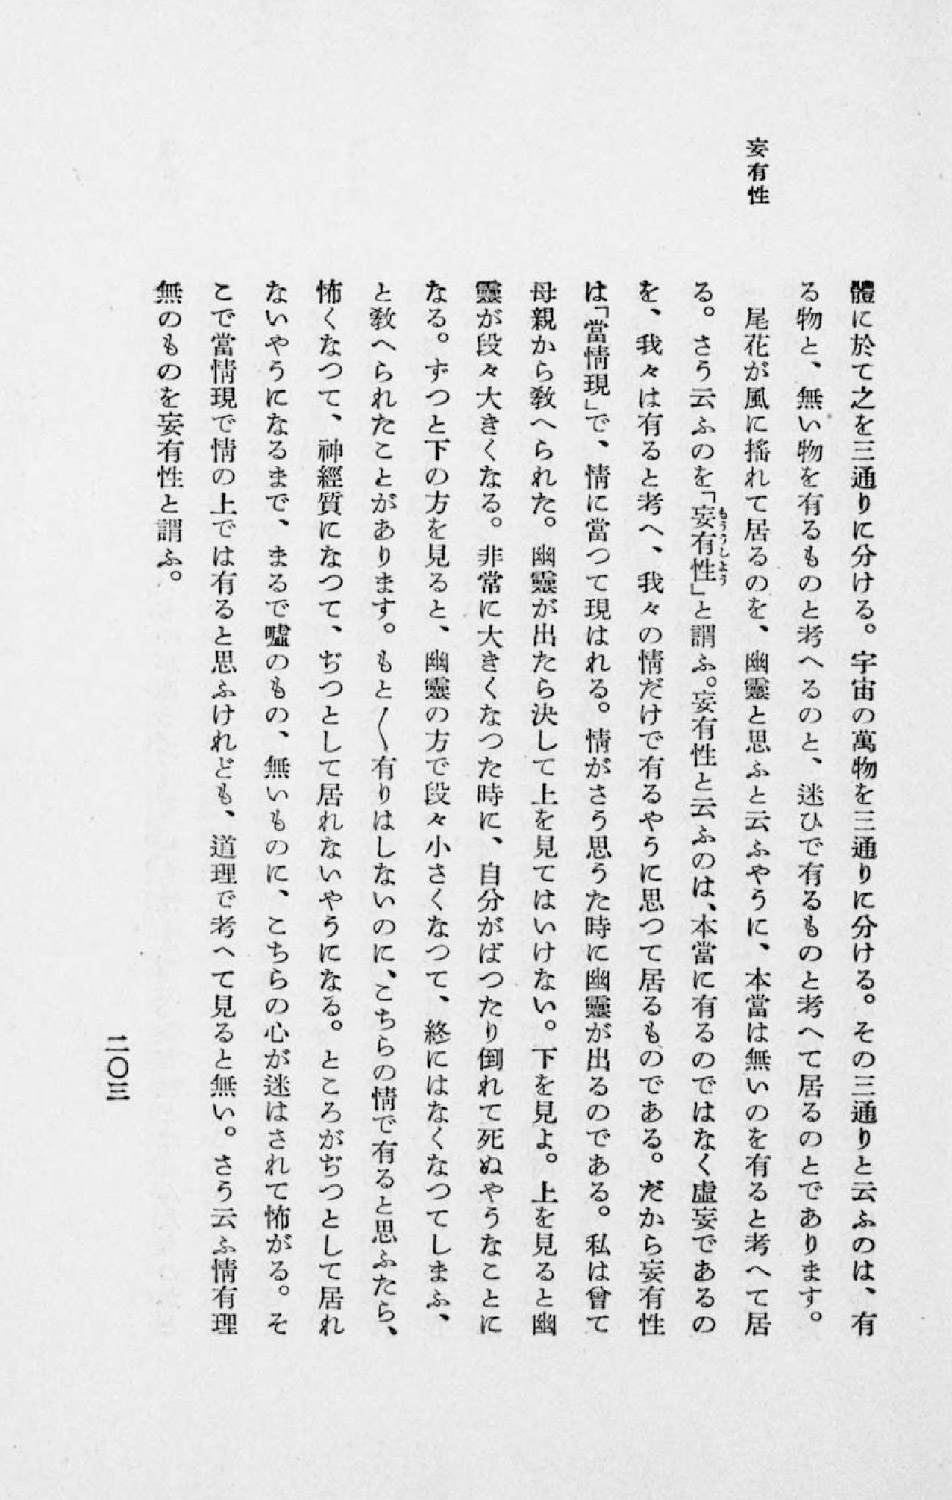 妄有性
體に於て之を三通りに分ける。宇宙の萬物を三通りに分ける。その三通りと云ふのは、有
る物と、無い物を有るものと考へるのと、迷ひで有るものと考へて居るのとであります。
尾花が風に搖れて居るのを、幽靈と思ふと云ふやうに、本當は無いのを有ると考へて居
る。さう云ふのを「妄有性」と謂ふ。妄有性と云ふのは、本當に有るのではなく虛妄であるの
もううしよう
を、我々は有ると考へ、我々の情だけで有るやうに思つて居るものである。だから妄有性
は「當情現」で、情に當つて現はれる。情がさう思うた時に幽靈が出るのである。私は曾て
母親から敎へられた。幽靈が出たら決して上を見てはいけない。下を見よ。上を見ると幽
靈が段々大きくなる。非常に大きくなつた時に、自分がばつたり倒れて死ぬやうなことに
なる。ずつと下の方を見ると、幽靈の方で段々小さくなつて、終にはなくなつてしまふ、
と敎へられたことがあります。もと〱有りはしないのに、こちらの情で有ると思ふたら、
怖くなつて、神經質になつて、ぢつとして居れないやうになる。ところがぢつとして居れ
ないやうになるまで、まるで噓のもの、無いものに、こちらの心が迷はされて怖がる。そ
こで當情現で情の上では有ると思ふけれども、道理で考へて見ると無い。さう云ふ情有理
無のものを妄有性と謂ふ。
二〇三